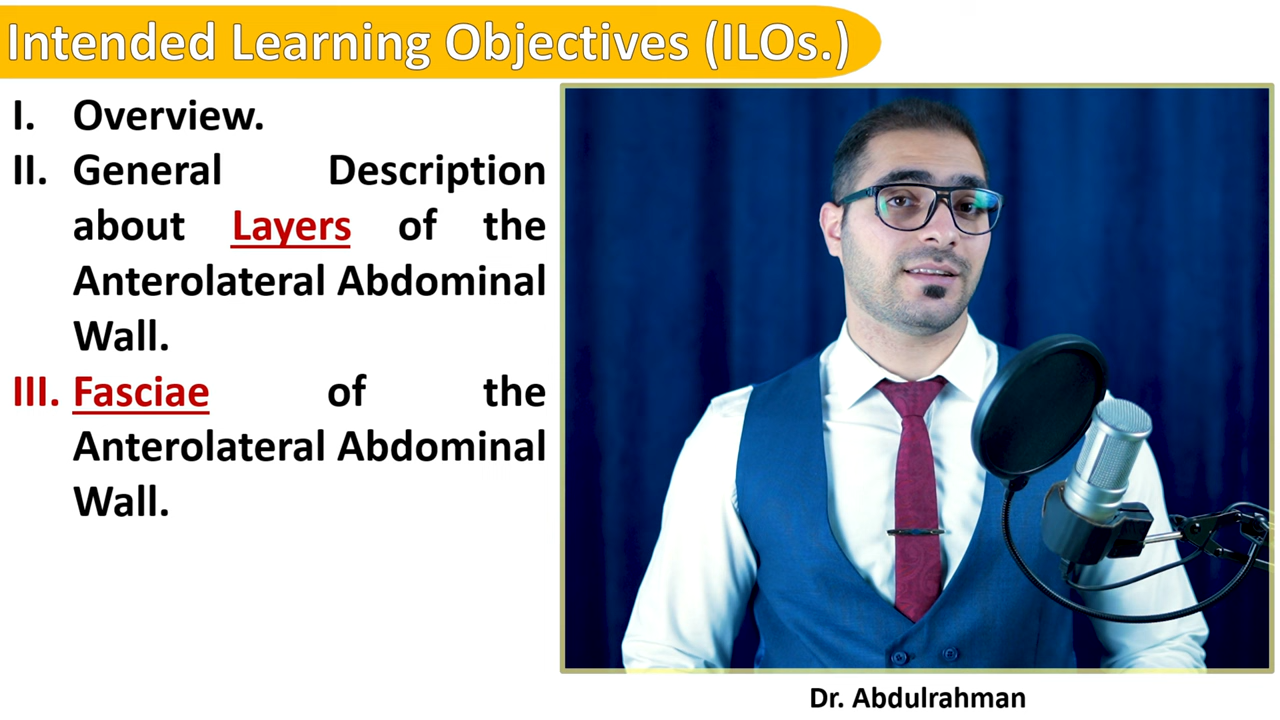 Intended Learning Objectives (ILOs.)
I. Overview.
II. General Description
about Layers of the
Anterolateral Abdominal
Wall.
III. Fasciae of the
Anterolateral Abdominal
Wall.
Dr. Abdulrahman